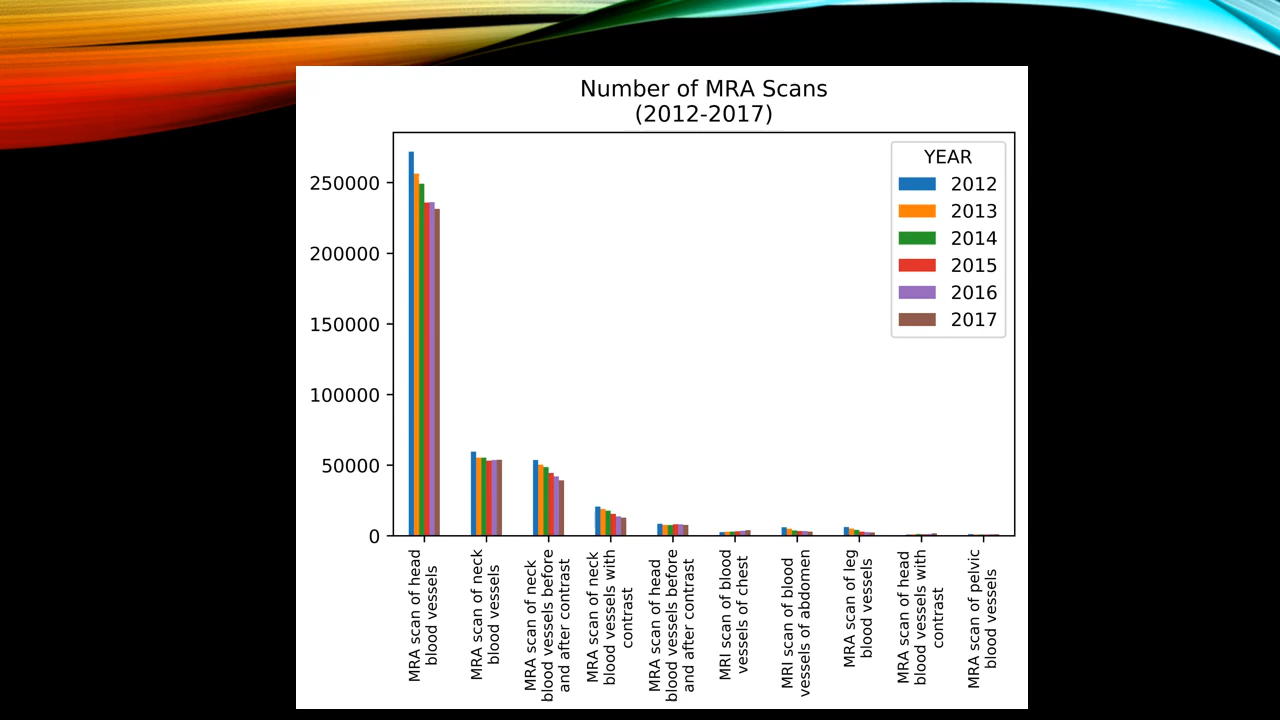 Number of MRA Scans
(2012-2017)
YEAR
2012
2013
2014
2015
2016
2017
250000
200000
150000
100000
50000
0
MRA scan of head
blood vessels
MRA scan of neck
blood vessels
MRA scan of neck
blood vessels before
and after contrast
MRA scan of neck
blood vessels with
contrast
MRA scan of head
blood vessels before
and after contrast
MRI scan of blood
vessels of chest
MRI scan of blood
vessels of abdomen
MRA scan of leg
blood vessels
MRA scan of head
blood vessels with
contrast
MRA scan of pelvic
blood vessels